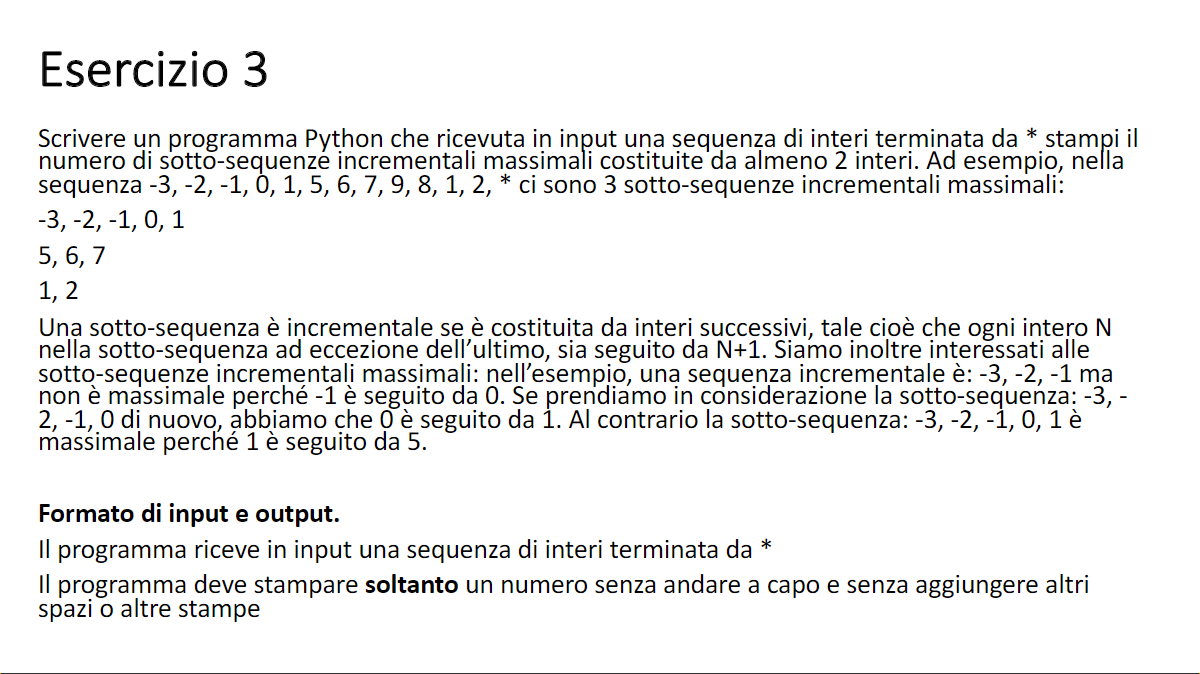 Esercizio 3
Scrivere un programma Python che ricevuta in input una sequenza di interi terminata da * stampi il
numero di sotto-sequenze incrementali massimali costituite da almeno 2 interi. Ad esempio, nella
sequenza -3, -2, -1, 0, 1, 5, 6, 7, 9, 8, 1, 2, * ci sono 3 sotto-sequenze incrementali massimali:
-3, -2, -1, 0, 1
5, 6, 7
1, 2
Una sotto-sequenza è incrementale se è costituita da interi successivi, tale cioè che ogni intero N
nella sotto-sequenza ad eccezione dell’ultimo, sia seguito da N+1. Siamo inoltre interessati alle
sotto-sequenze incrementali massimali: nell’esempio, una sequenza incrementale è: -3, -2, -1 ma
non è massimale perché -1 è seguito da 0. Se prendiamo in considerazione la sotto-sequenza: -3, -
2, -1, 0 di nuovo, abbiamo che 0 è seguito da 1. Al contrario la sotto-sequenza: -3, -2, -1, 0, 1 è
massimale perché 1 è seguito da 5.
Formato di input e output.
Il programma riceve in input una sequenza di interi terminata da *
Il programma deve stampare soltanto un numero senza andare a capo e senza aggiungere altri
spazi o altre stampe